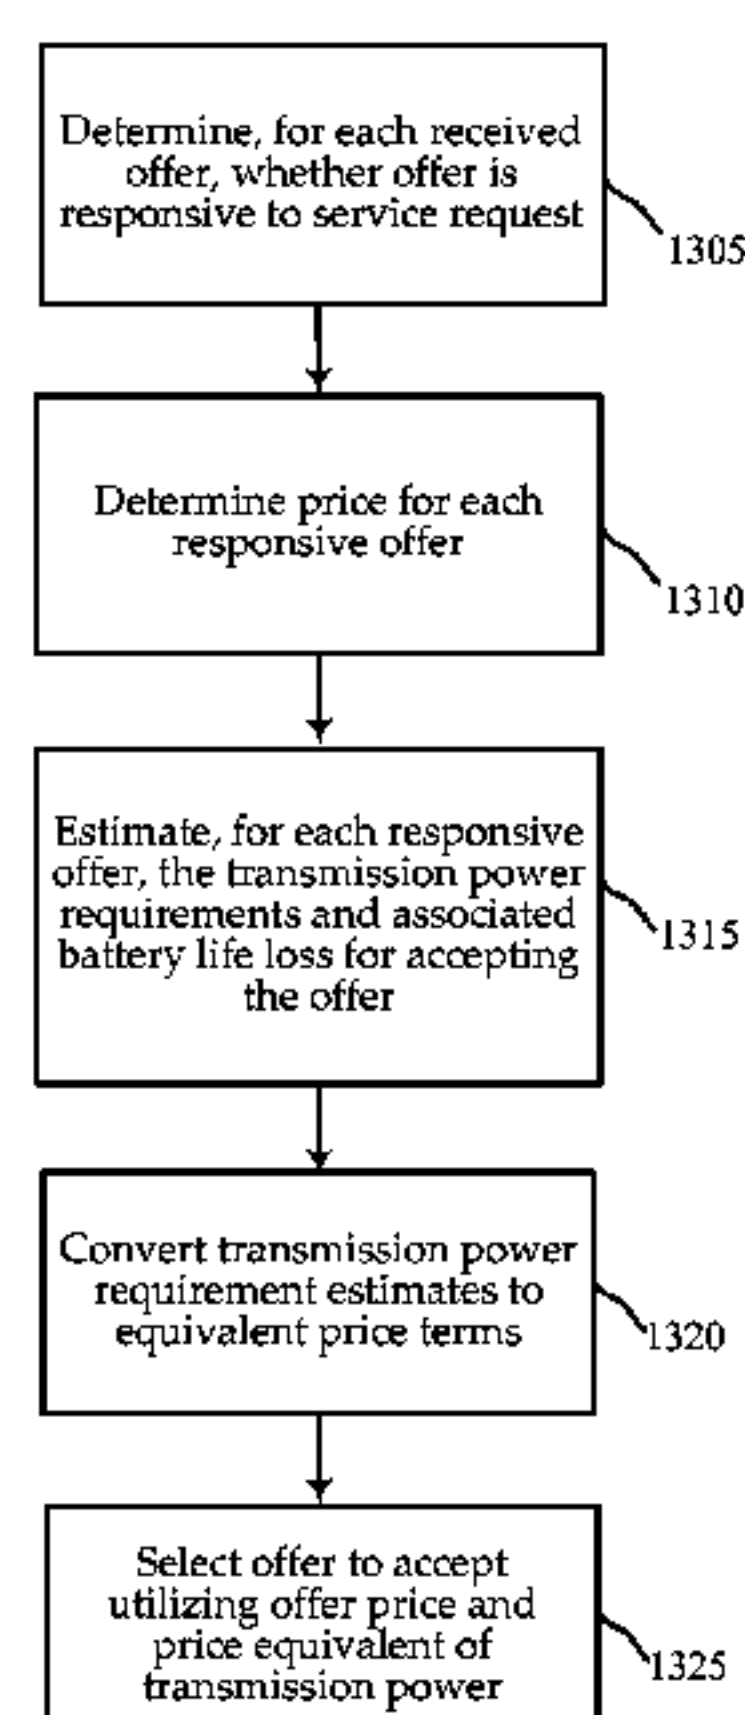 Determine, for each received
offer, whether offer is
responsive to service request
1305
Determine price for each
responsive offer
1310
Estimate, for each responsive
offer, the transmission power
requirements and associated
battery life loss for accepting
the offer
1315
Convert transmission power
requirement estimates to
equivalent price terms
1320
Select offer to accept
utilizing offer price and
price equivalent of
transmission power
1325